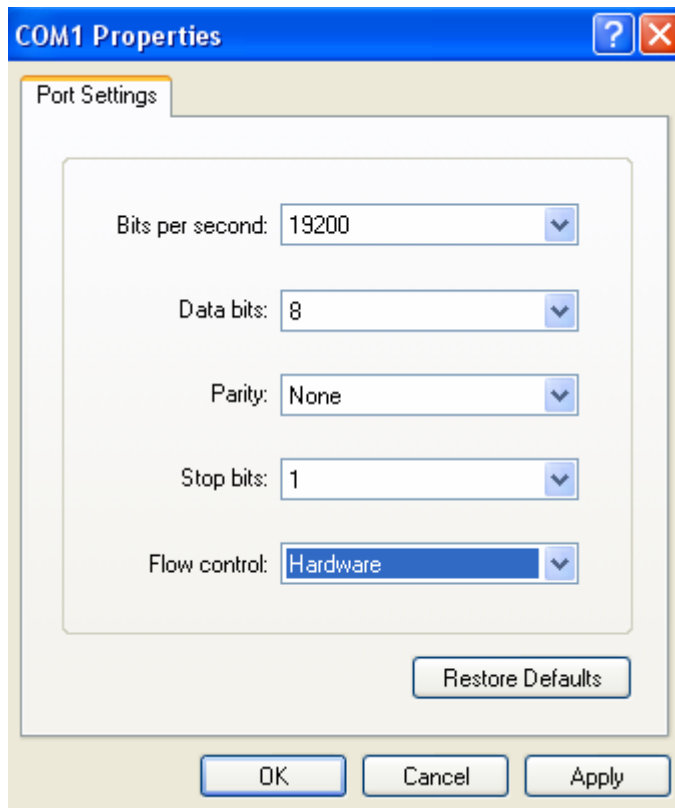 COM1 Properties
Port Settings
Bits per second: 19200
Data bits: 8
Parity: None
Stop bits: 1
Flow control: Hardware
Restore Defaults
OK Cancel Apply